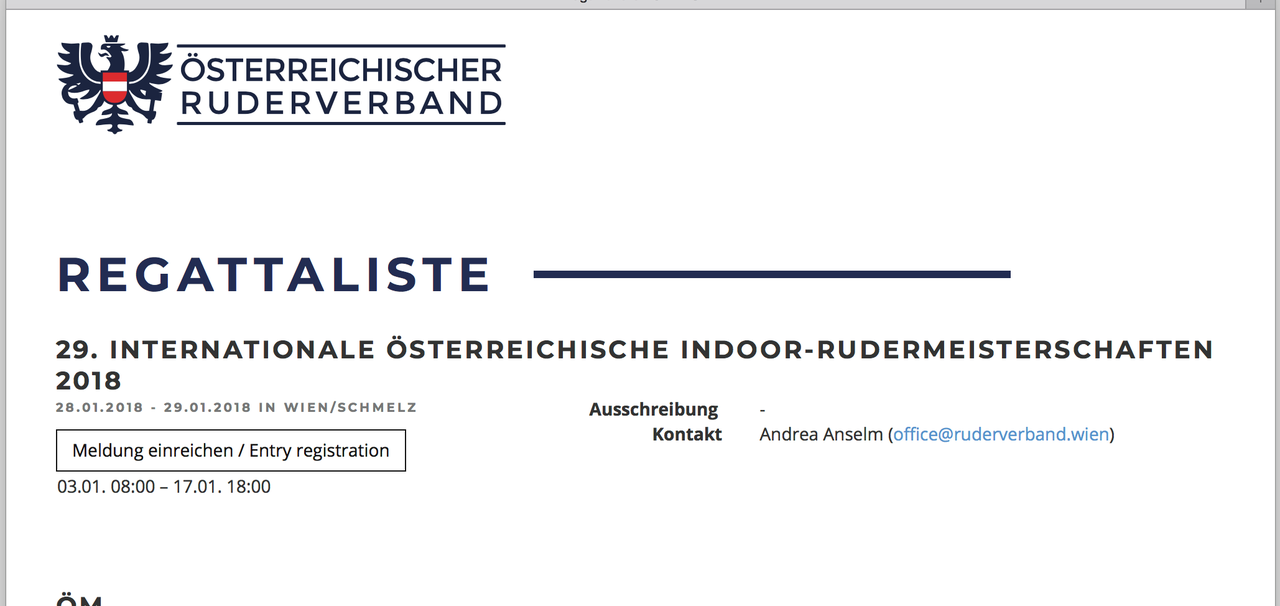 ÖSTERREICHISCHER
RUDERVERBAND
REGATTALISTE
29. INTERNATIONALE ÖSTERREICHISCHE INDOOR-RUDERMEISTERSCHAFTEN
2018
28.01.2018 - 29.01.2018 IN WIEN/SCHMELZ
Ausschreibung -
Kontakt Andrea Anselm (office@ruderverband.wien)
Meldung einreichen / Entry registration
03.01. 08:00 – 17.01. 18:00
ÖM